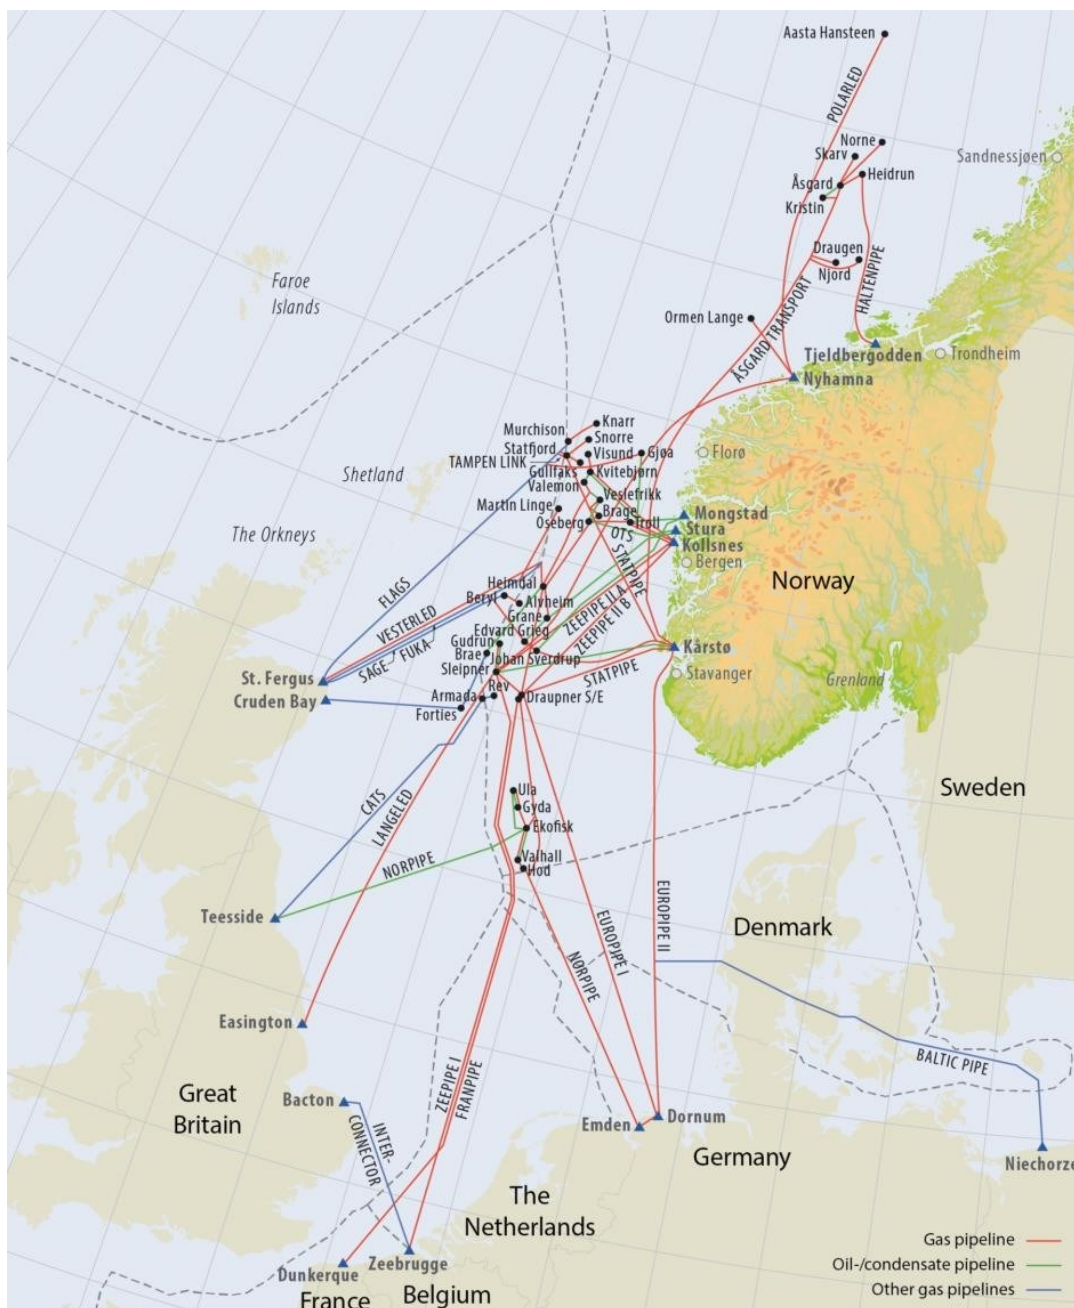 Aasta Hansteen
POLARLED
Norne
Skarv
Sandnessjøen
Heidrun
Åsgard
Kristin
Draugen
Njord
HALTENPIPE
Faroe
Islands
Ormen Lange
ÅSGARD TRANSPORT
Tjeldbergodden
Trondheim
Nyhamna
Knarr
Murchison
Snorre
Statfjord
Visund
Gjøa
Florø
TAMPEN LINK
Gullfaks
Kvitebjørn
Shetland
Valemon
Veslefrikk
Martin Linge
Brage
Mongstad
Oseberg
Troll
Stura
OTS
Kollsnes
The Orkneys
STATPIPE
Bergen
Norway
FLAGS
Heimdal
Beryl
Alvheim
VESTERLED
Grane
ZEEPIPE II A
ZEEPIPE II B
Edvard Grieg
Gudrun
SAGE
FUKA
Brae
Johan Sverdrup
Kårstø
Sleipner
STATPIPE
Stavanger
Grenland
St. Fergus
Rev
Cruden Bay
Armada
Draupner S/E
Forties
Sweden
Ula
CATS
LANGELED
Gyda
Ekofisk
NORPIPE
Valhall
Hod
Teesside
EUROPIPE II
Denmark
EUROPIPE I
NORPIPE
Easington
BALTIC PIPE
ZEEPIPE I
FRANPIPE
Great
Britain
Bacton
INTER-
CONNECTOR
Dornum
Emden
Germany
Niechorze
The
Netherlands
Gas pipeline
Zeebrugge
Oil-/condensate pipeline
Dunkerque
Other gas pipelines
France
Belgium